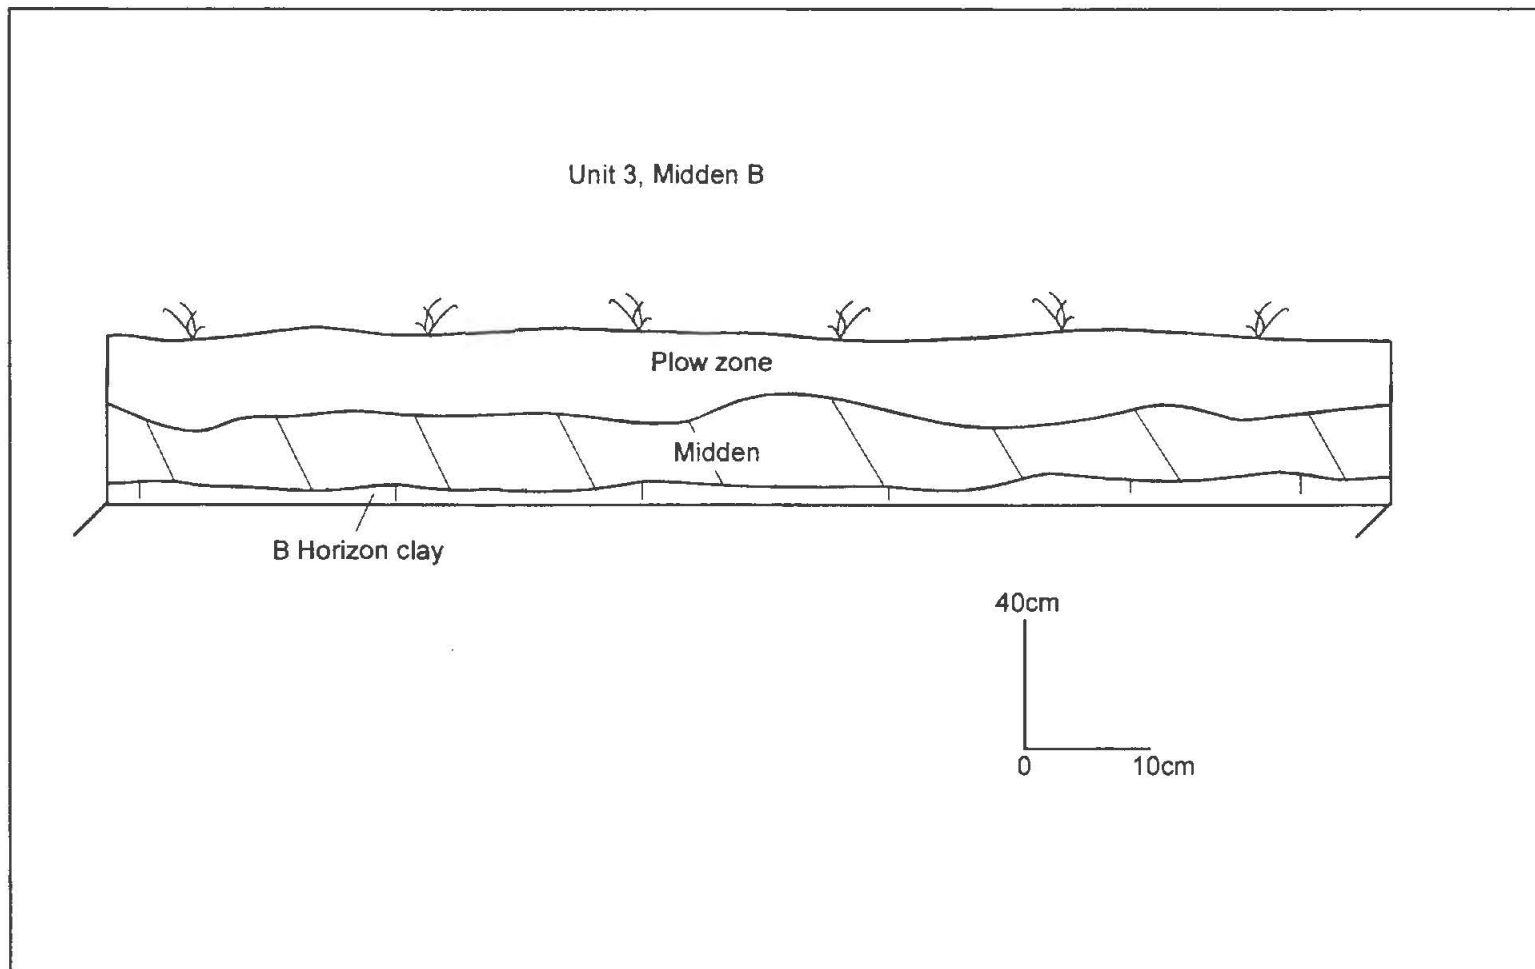 Unit 3, Midden B
Plow zone
Midden
B Horizon clay
40cm
0
10cm